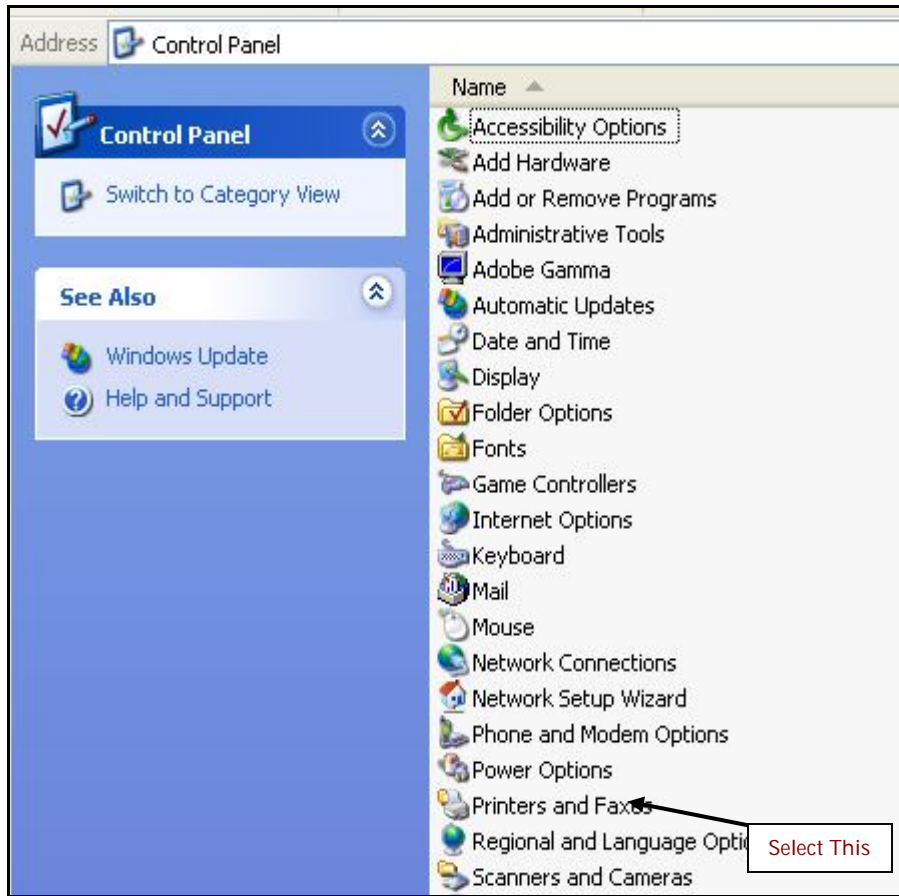 Address Control Panel
Control Panel
Switch to Category View
See Also
Windows Update
Help and Support
Name
Accessibility Options
Add Hardware
Add or Remove Programs
Administrative Tools
Adobe Gamma
Automatic Updates
Date and Time
Display
Folder Options
Fonts
Game Controllers
Internet Options
Keyboard
Mail
Mouse
Network Connections
Network Setup Wizard
Phone and Modem Options
Power Options
Printers and Faxes
Regional and Language Optio
Select This
Scanners and Cameras